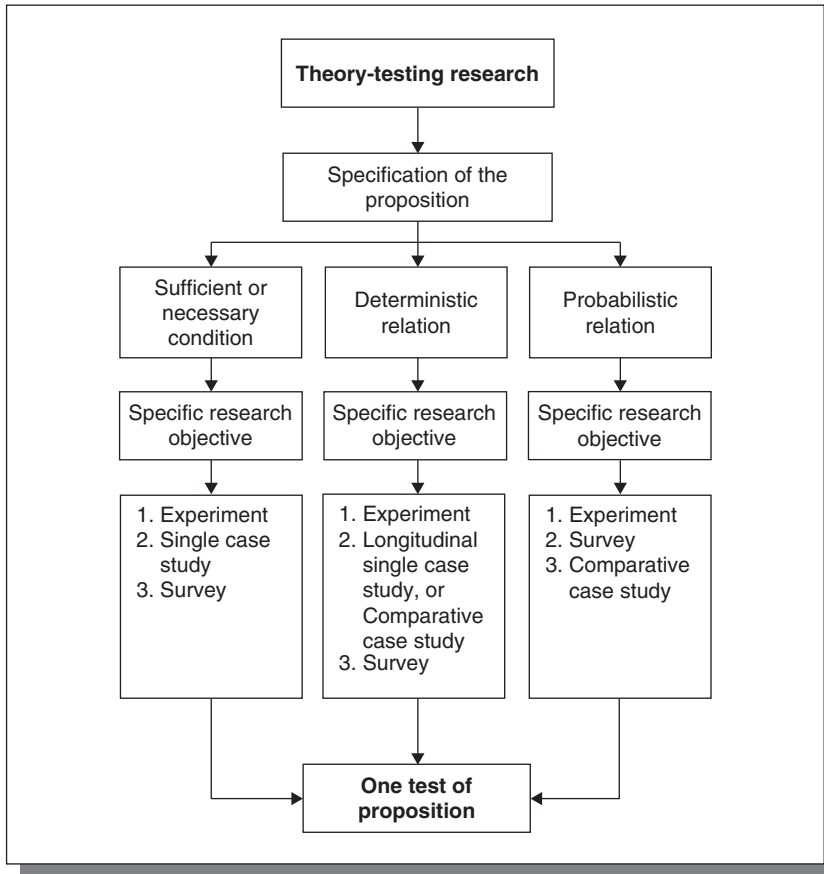 Theory-testing research
Specification of the
proposition
Sufficient or
necessary
condition
Deterministic
relation
Probabilistic
relation
Specific research
objective
Specific research
objective
Specific research
objective
1. Experiment
2. Single case
study
3. Survey
1. Experiment
2. Longitudinal
single case
study, or
Comparative
case study
3. Survey
1. Experiment
2. Survey
3. Comparative
case study
One test of
proposition